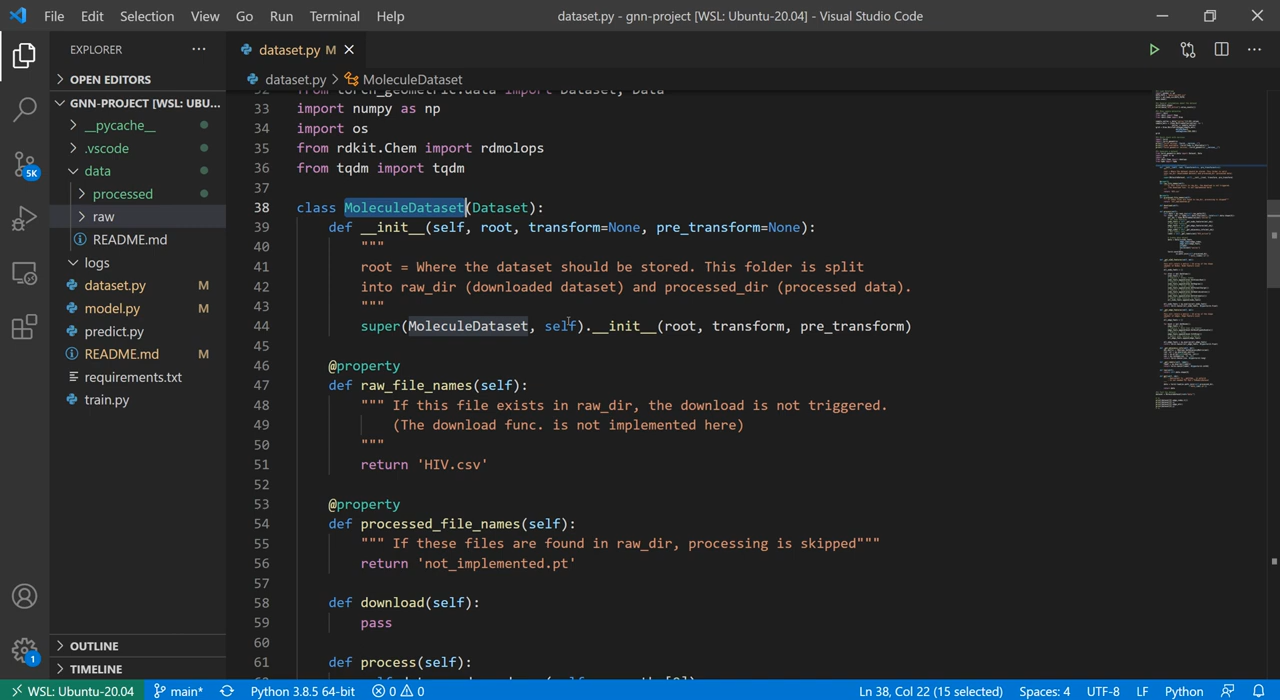 File Edit Selection View Go Run Terminal Help
dataset.py - gnn-project [WSL: Ubuntu-20.04] - Visual Studio Code
EXPLORER
OPEN EDITORS
GNN-PROJECT [WSL: UBU...
__pycache__
.vscode
data
processed
raw
README.md
logs
dataset.py M
model.py M
predict.py
README.md M
requirements.txt
train.py
OUTLINE
TIMELINE
5K
1
dataset.py M
dataset.py > MoleculeDataset
32 from torch_geometric.data import Dataset, Data
33 import numpy as np
34 import os
35 from rdkit.Chem import rdmolops
36 from tqdm import tqdm
37
38 class MoleculeDataset(Dataset):
39 def __init__(self, root, transform=None, pre_transform=None):
40 """
41 root = Where the dataset should be stored. This folder is split
42 into raw_dir (downloaded dataset) and processed_dir (processed data).
43 """
44 super(MoleculeDataset, self).__init__(root, transform, pre_transform)
45
46 @property
47 def raw_file_names(self):
48 """ If this file exists in raw_dir, the download is not triggered.
49 (The download func. is not implemented here)
50 """
51 return 'HIV.csv'
52
53 @property
54 def processed_file_names(self):
55 """ If these files are found in raw_dir, processing is skipped"""
56 return 'not_implemented.pt'
57
58 def download(self):
59 pass
60
61 def process(self):
WSL: Ubuntu-20.04 main* Python 3.8.5 64-bit 0 0 Ln 38, Col 22 (15 selected) Spaces: 4 UTF-8 LF Python